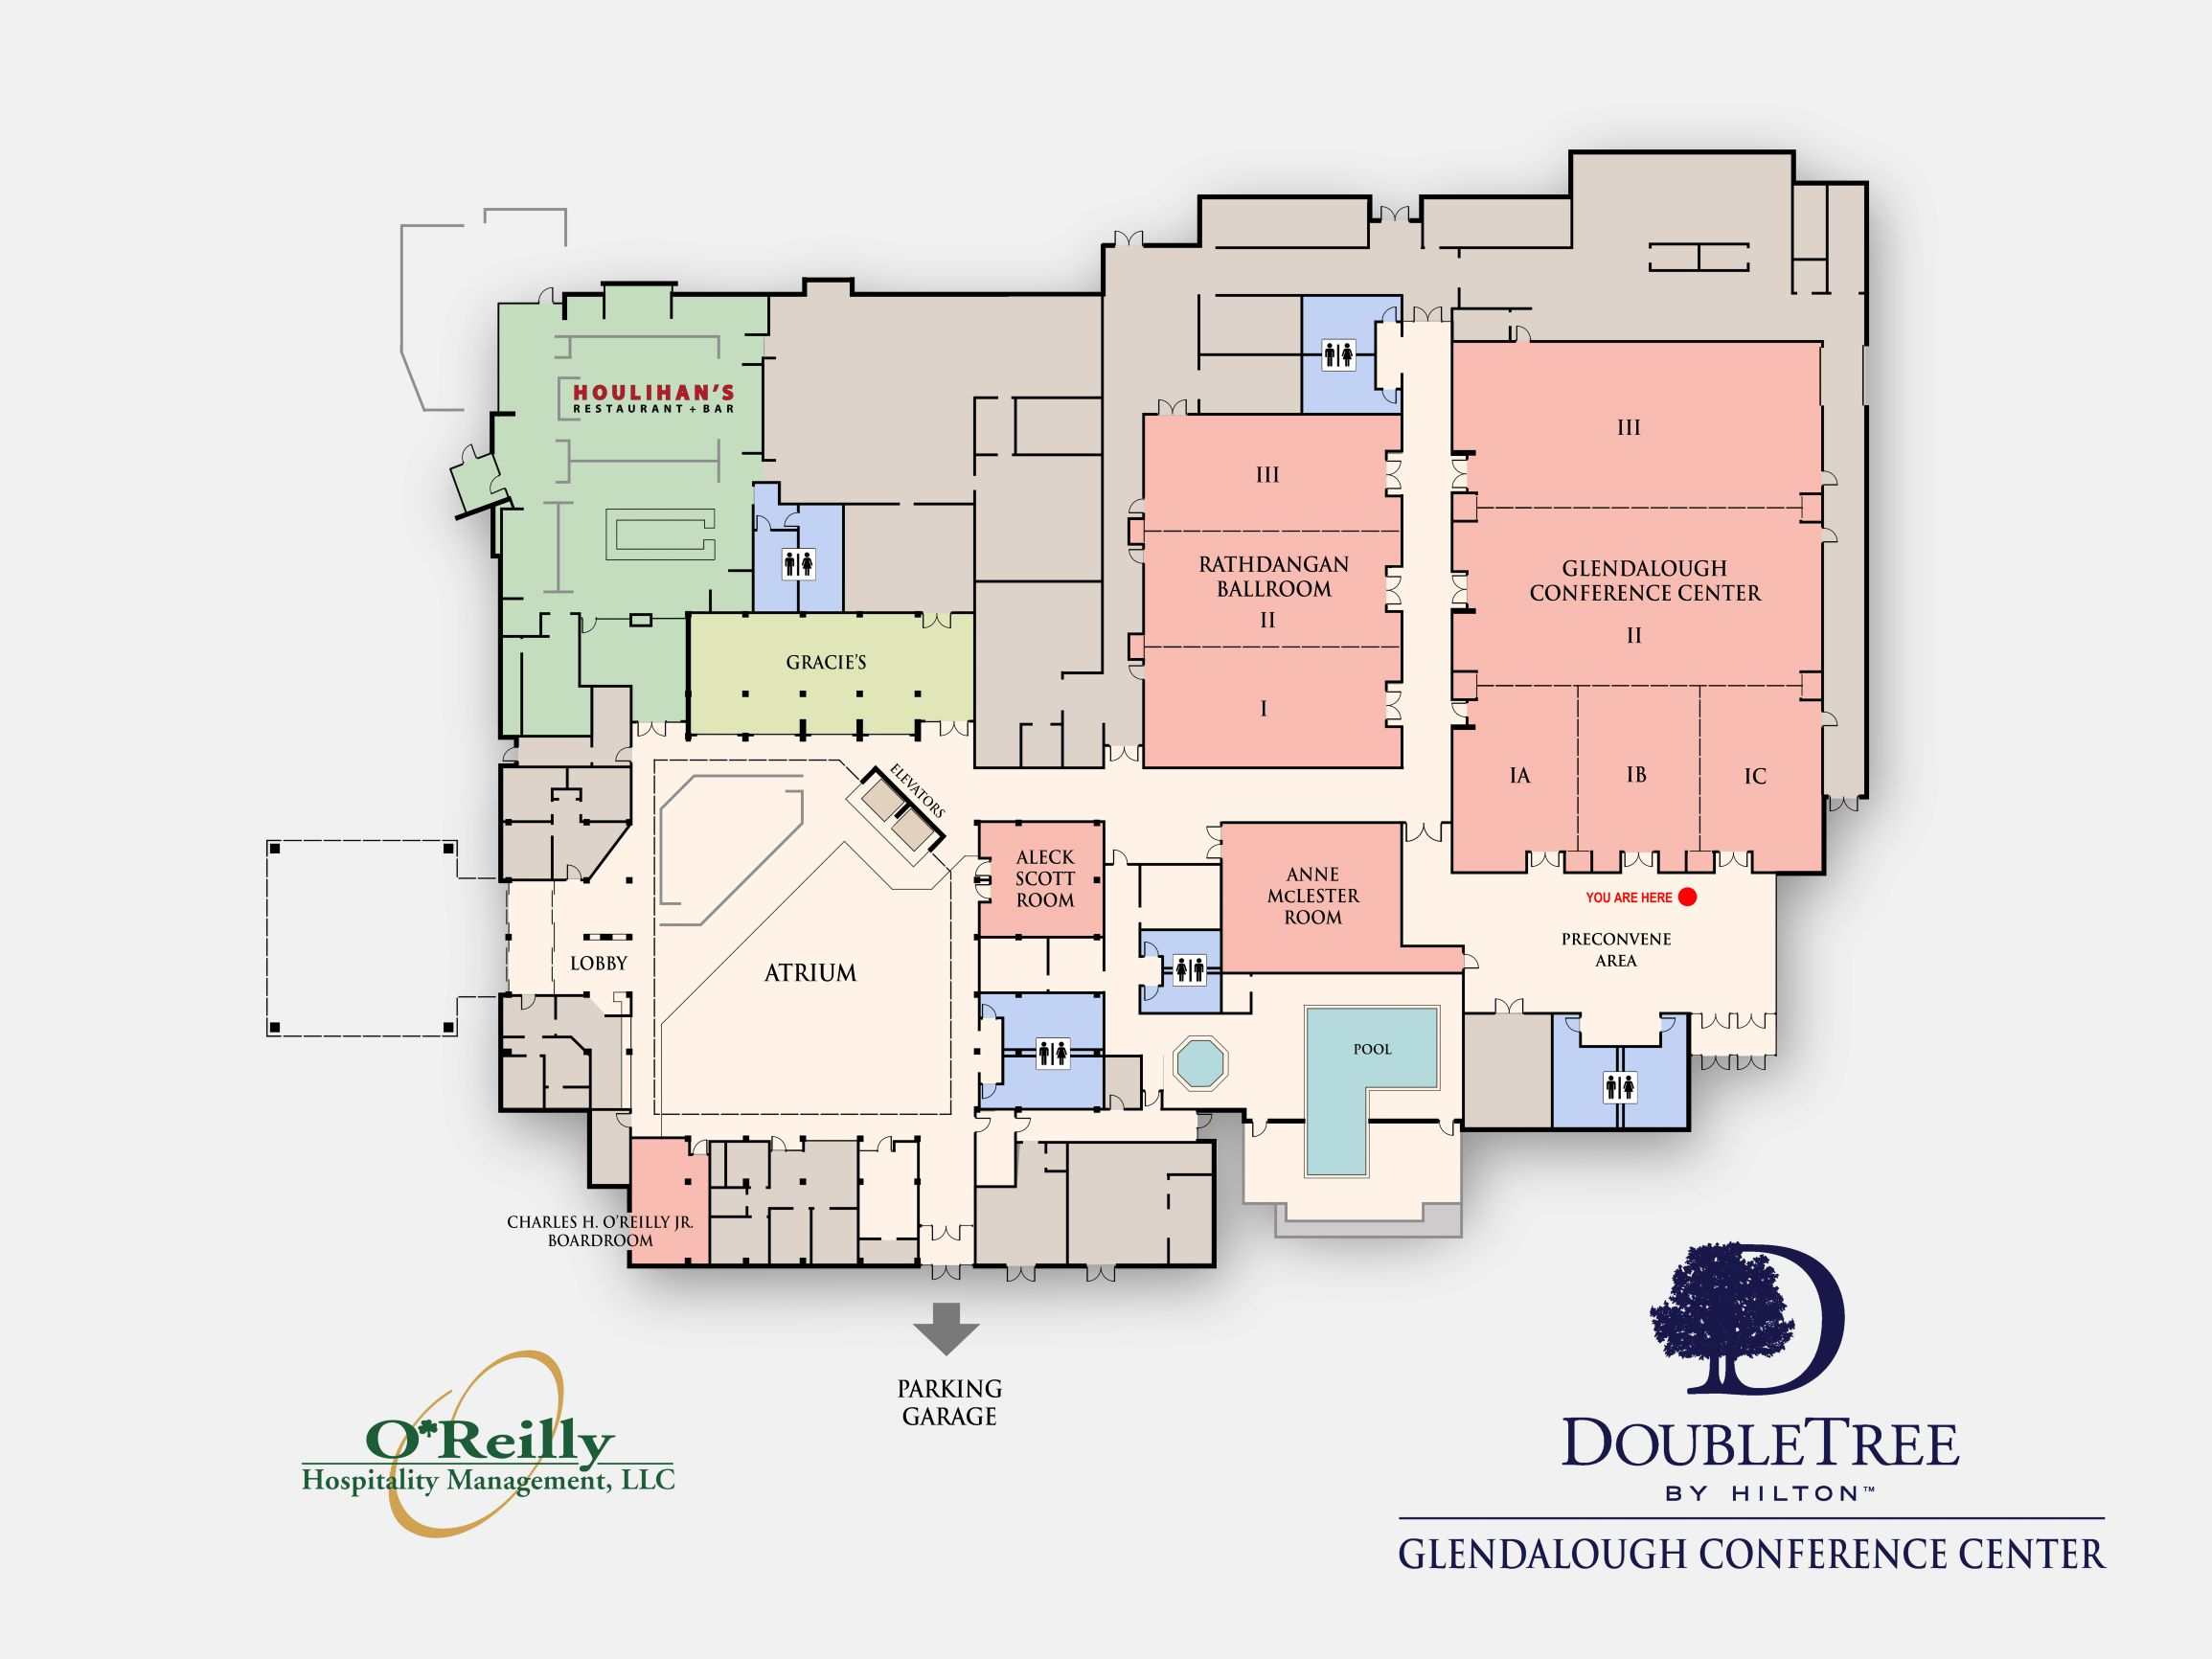 HOULIHAN'S
RESTAURANT + BAR
III
III
RATHDANGAN
BALLROOM
II
GLENDALOUGH
CONFERENCE CENTER
II
GRACIE'S
I
IA
IB
IC
ELEVATORS
ALECK
SCOTT
ROOM
ANNE
McLESTER
ROOM
YOU ARE HERE
PRECONVENE
AREA
LOBBY
ATRIUM
POOL
CHARLES H. O'REILLY JR.
BOARDROOM
PARKING
GARAGE
O'Reilly
Hospitality Management, LLC
D
DOUBLETREE
BY HILTON™
GLENDALOUGH CONFERENCE CENTER